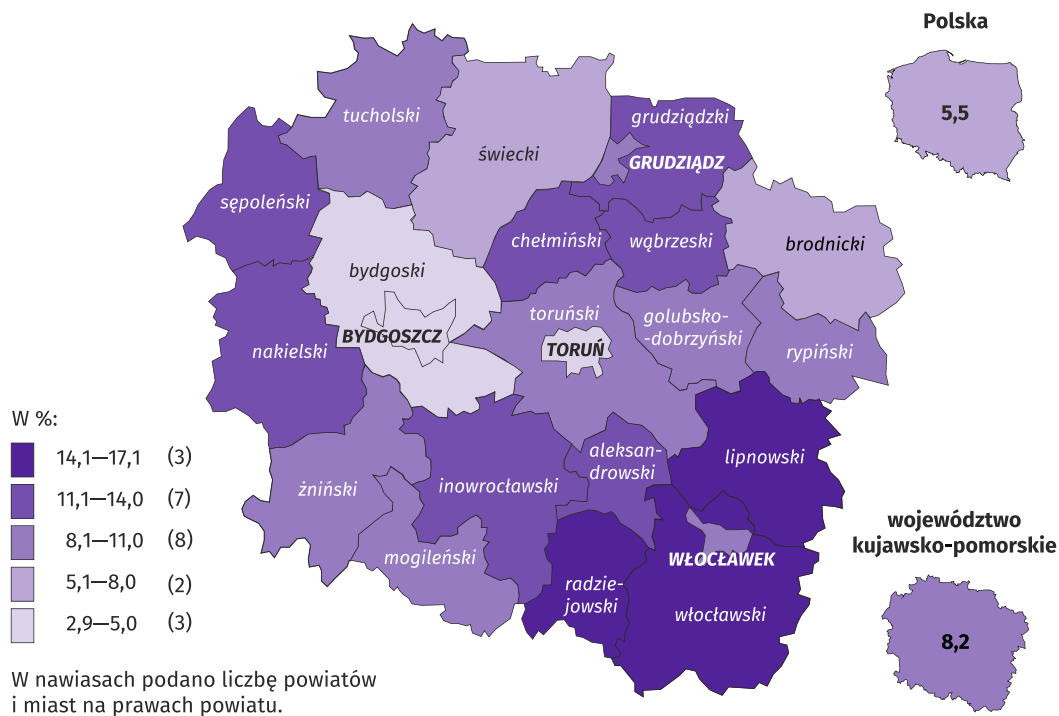 Polska
5,5
tucholski
grudziądzki
świecki
GRUDZIĄDZ
sępoleński
chełmiński
wąbrzeski
brodnicki
bydgoski
toruński
golubsko-
-dobrzyński
BYDGOSZCZ
TORUŃ
nakielski
rypiński
W %:
14,1—17,1 (3)
11,1—14,0 (7)
8,1—11,0 (8)
5,1—8,0 (2)
2,9—5,0 (3)
aleksan-
drowski
lipnowski
żniński
inowrocławski
mogileński
WŁOCŁAWEK
radzie-
jowski
włocławski
województwo
kujawsko-pomorskie
8,2
W nawiasach podano liczbę powiatów
i miast na prawach powiatu.